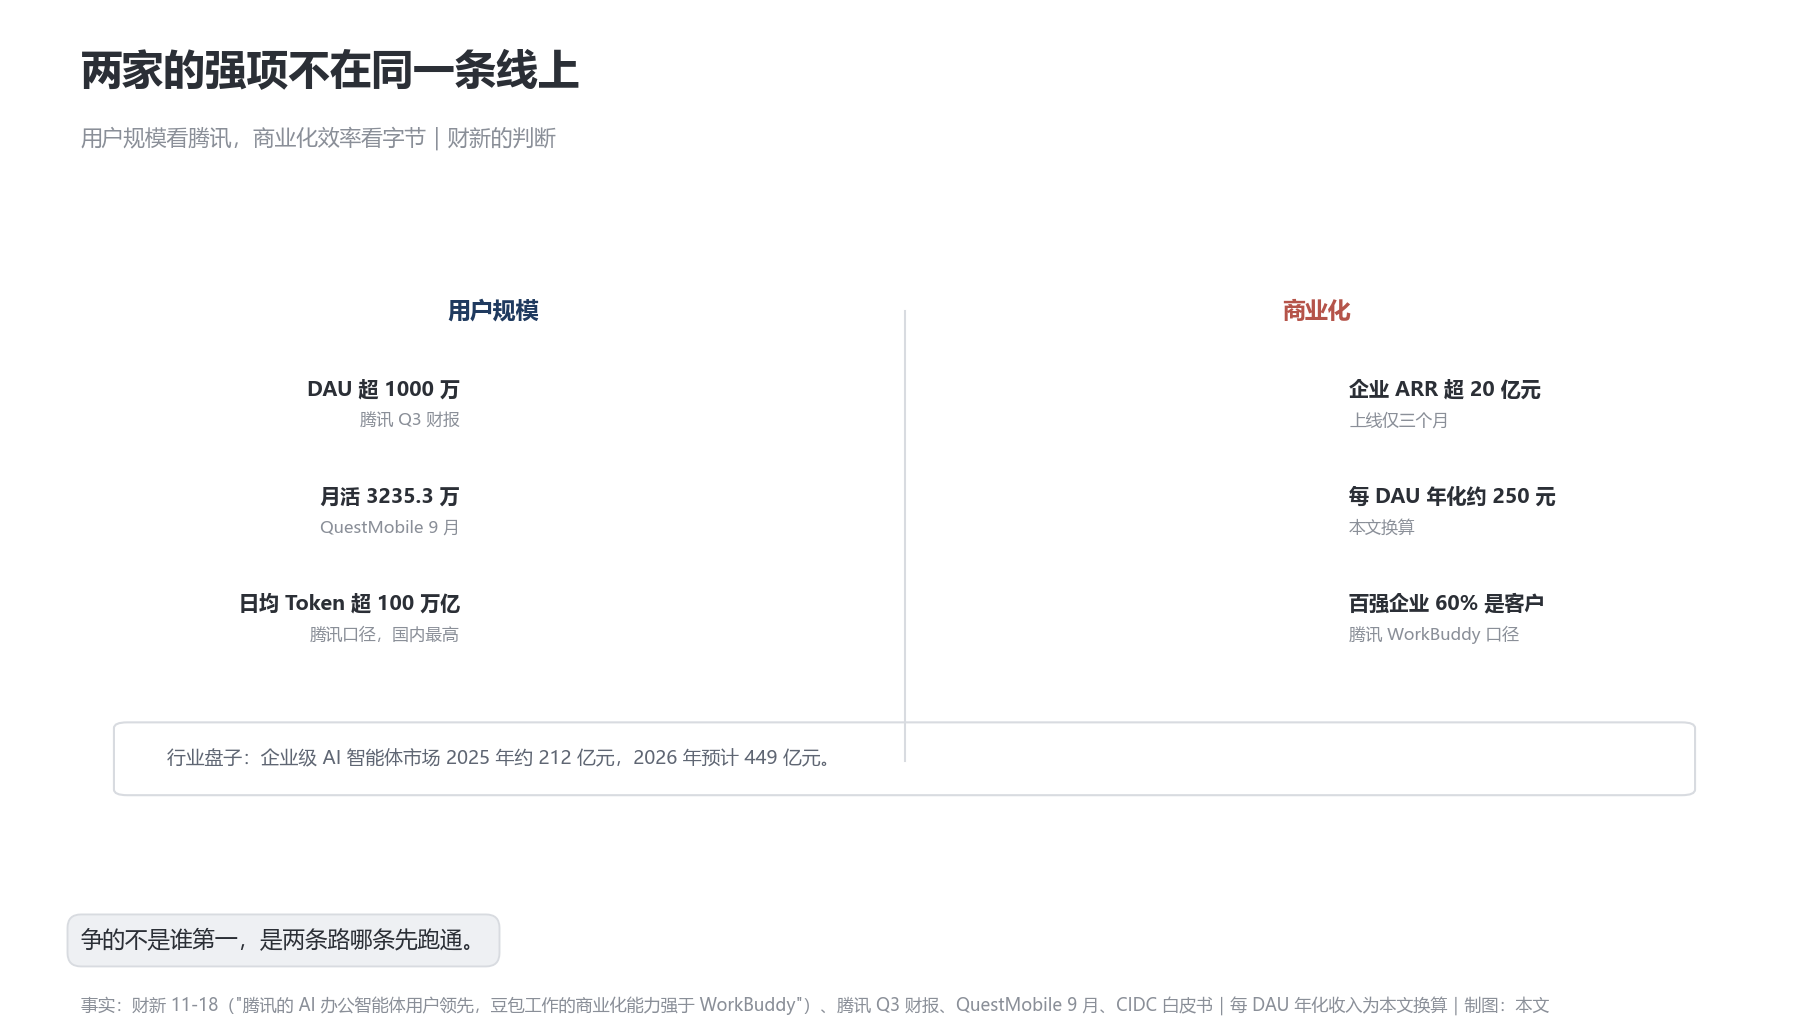 两家的强项不在同一条线上
用户规模看腾讯，商业化效率看字节 | 财新的判断
用户规模
DAU 超 1000 万
腾讯 Q3 财报
月活 3235.3 万
QuestMobile 9 月
日均 Token 超 100 万亿
腾讯口径，国内最高
商业化
企业 ARR 超 20 亿元
上线仅三个月
每 DAU 年化约 250 元
本文换算
百强企业 60% 是客户
腾讯 WorkBuddy 口径
行业盘子：企业级 AI 智能体市场 2025 年约 212 亿元，2026 年预计 449 亿元。
争的不是谁第一，是两条路哪条先跑通。
事实：财新 11-18（"腾讯的 AI 办公智能体用户领先，豆包工作的商业化能力强于 WorkBuddy"）、腾讯 Q3 财报、QuestMobile 9 月、CIDC 白皮书 | 每 DAU 年化收入为本文换算 | 制图：本文